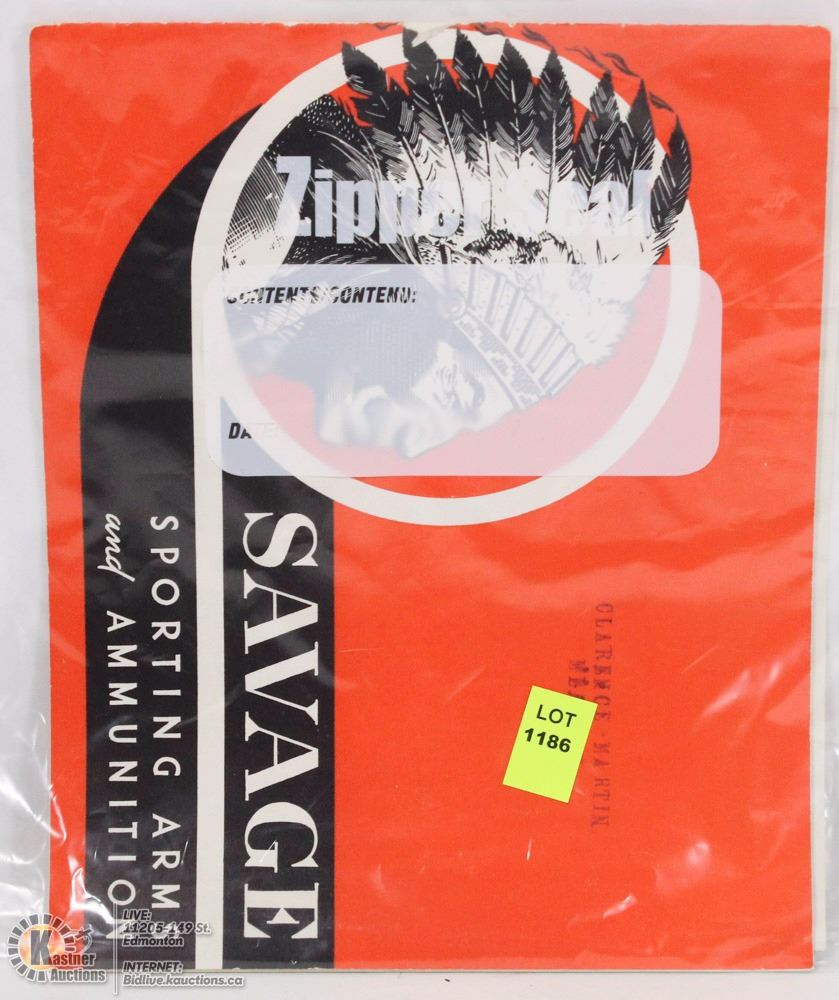 Zipper Seal
CONTENTS/CONTENU:
DATE:
SAVAGE
SPORTING ARM
and AMMUNITIO
CLARENCE MARTIN
LOT
1186
LIVE:
11205-149 St.
Edmonton
INTERNET:
Bidlive.kauctions.ca
K
Kastner
Auctions